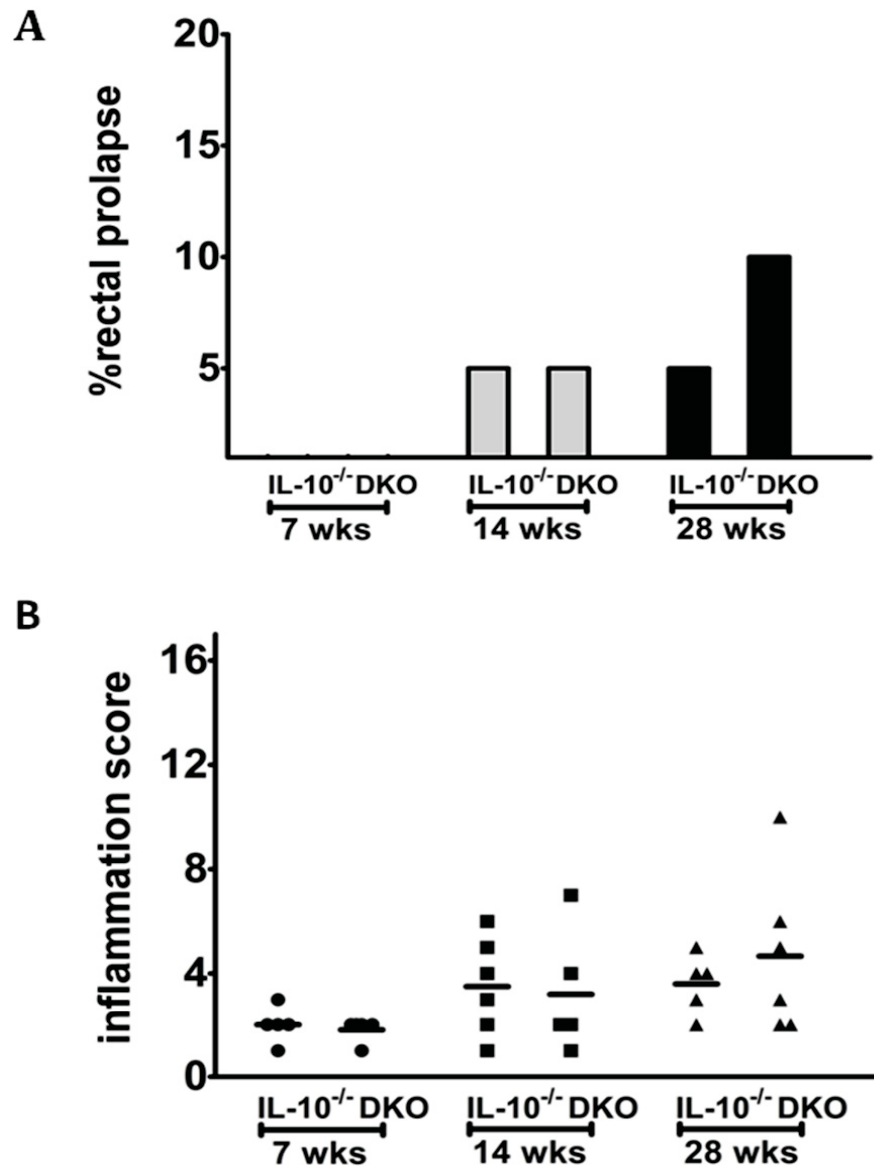 A
%rectal prolapse
20
15
10
5
IL-10-/- DKO IL-10-/- DKO IL-10-/- DKO
7 wks 14 wks 28 wks
B
inflammation score
16
12
8
4
0
IL-10-/- DKO IL-10-/- DKO IL-10-/- DKO
7 wks 14 wks 28 wks